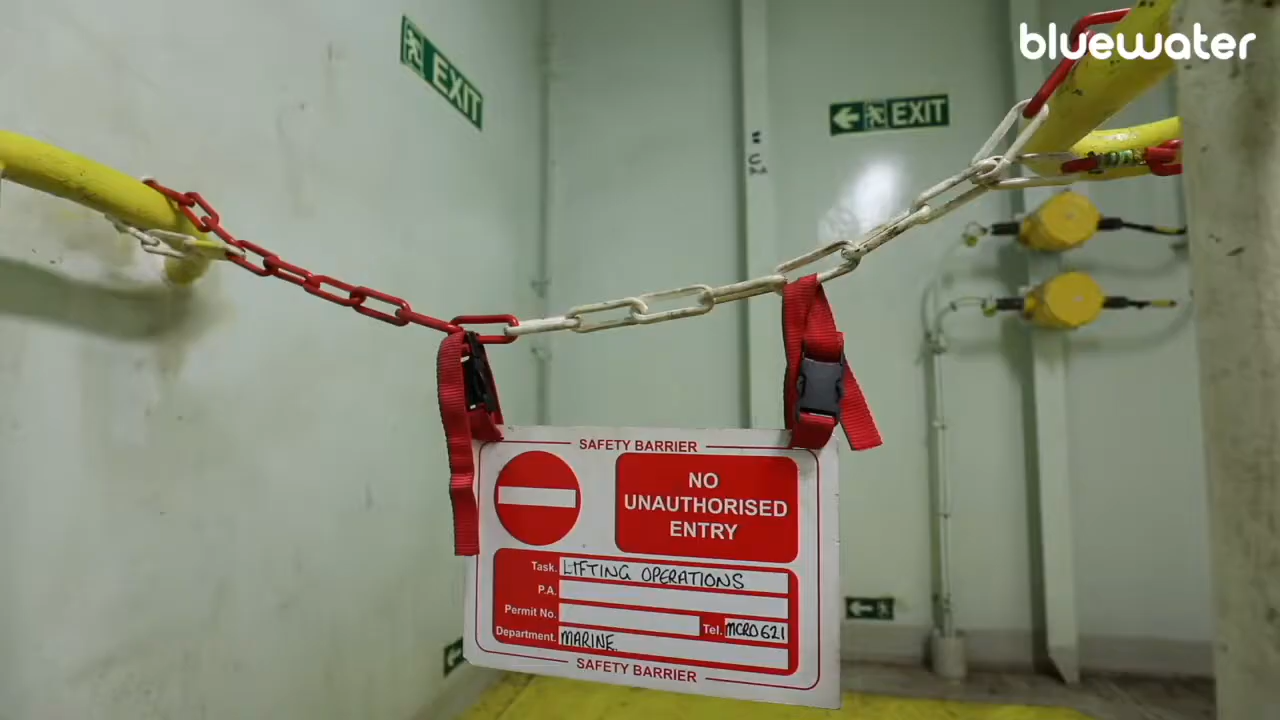 bluewater
EXIT
EXIT
SAFETY BARRIER
NO
UNAUTHORISED
ENTRY
Task. LIFTING OPERATIONS
P.A.
Permit No.
Tel. MCRO 621
Department. MARINE.
SAFETY BARRIER